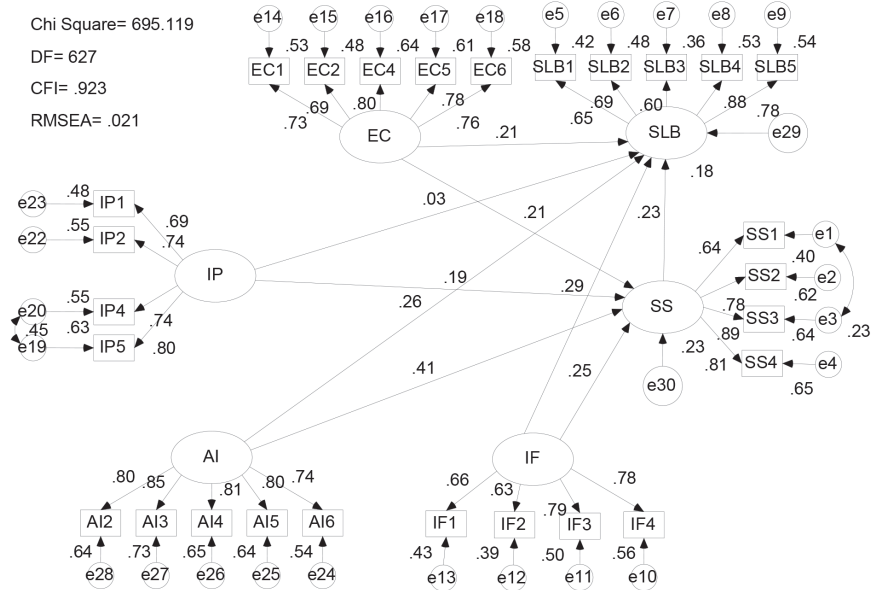 Chi Square= 695.119
DF= 627
CFI= .923
RMSEA= .021
e14 e15 e16 e17 e18
.53 .48 .64 .61 .58
EC1 EC2 EC4 EC5 EC6
.73 .69 .80 .76 .78
EC
e5 e6 e7 e8 e9
.42 .48 .36 .53 .54
SLB1 SLB2 SLB3 SLB4 SLB5
.65 .69 .60 .88 .78
SLB
e29
.21
.18
.03
.21
.23
.19
.29
.26
.41
.25
e23 .48 IP1 .69
e22 .55 IP2 .74
IP
e20 .55 IP4 .74
.45
e19 .63 IP5 .80
SS
.64 SS1 e1
.40
SS2 e2
.62
.78 SS3 e3
.89 .64 .23
.81 SS4 e4
.65
.23
e30
AI
.80 .85 .81 .80 .74
AI2 AI3 AI4 AI5 AI6
.64 .73 .65 .64 .54
e28 e27 e26 e25 e24
IF
.66 .63 .79 .78
IF1 IF2 IF3 IF4
.43 .39 .50 .56
e13 e12 e11 e10